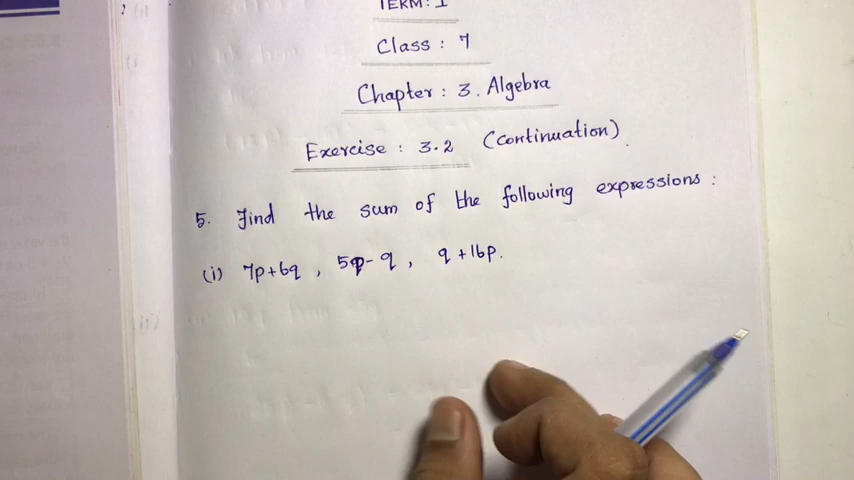 TERM: I
Class : 7
Chapter : 3. Algebra
Exercise : 3.2 (continuation).
5. Find the sum of the following expressions :
(i) 7p+6q , 5p-q , q+16p.